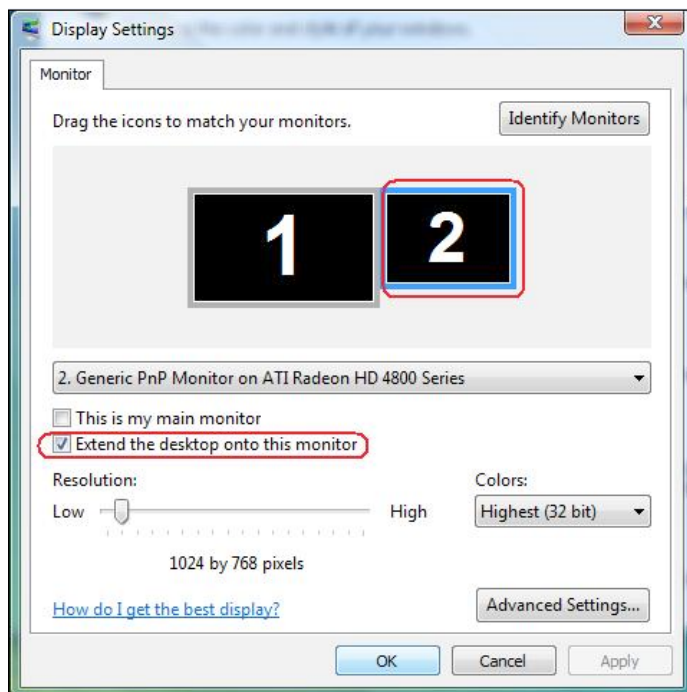 Display Settings
Monitor
Drag the icons to match your monitors.
Identify Monitors
1
2
2. Generic PnP Monitor on ATI Radeon HD 4800 Series
This is my main monitor
Extend the desktop onto this monitor
Resolution:
Colors:
Low
High
Highest (32 bit)
1024 by 768 pixels
How do I get the best display?
Advanced Settings...
OK
Cancel
Apply